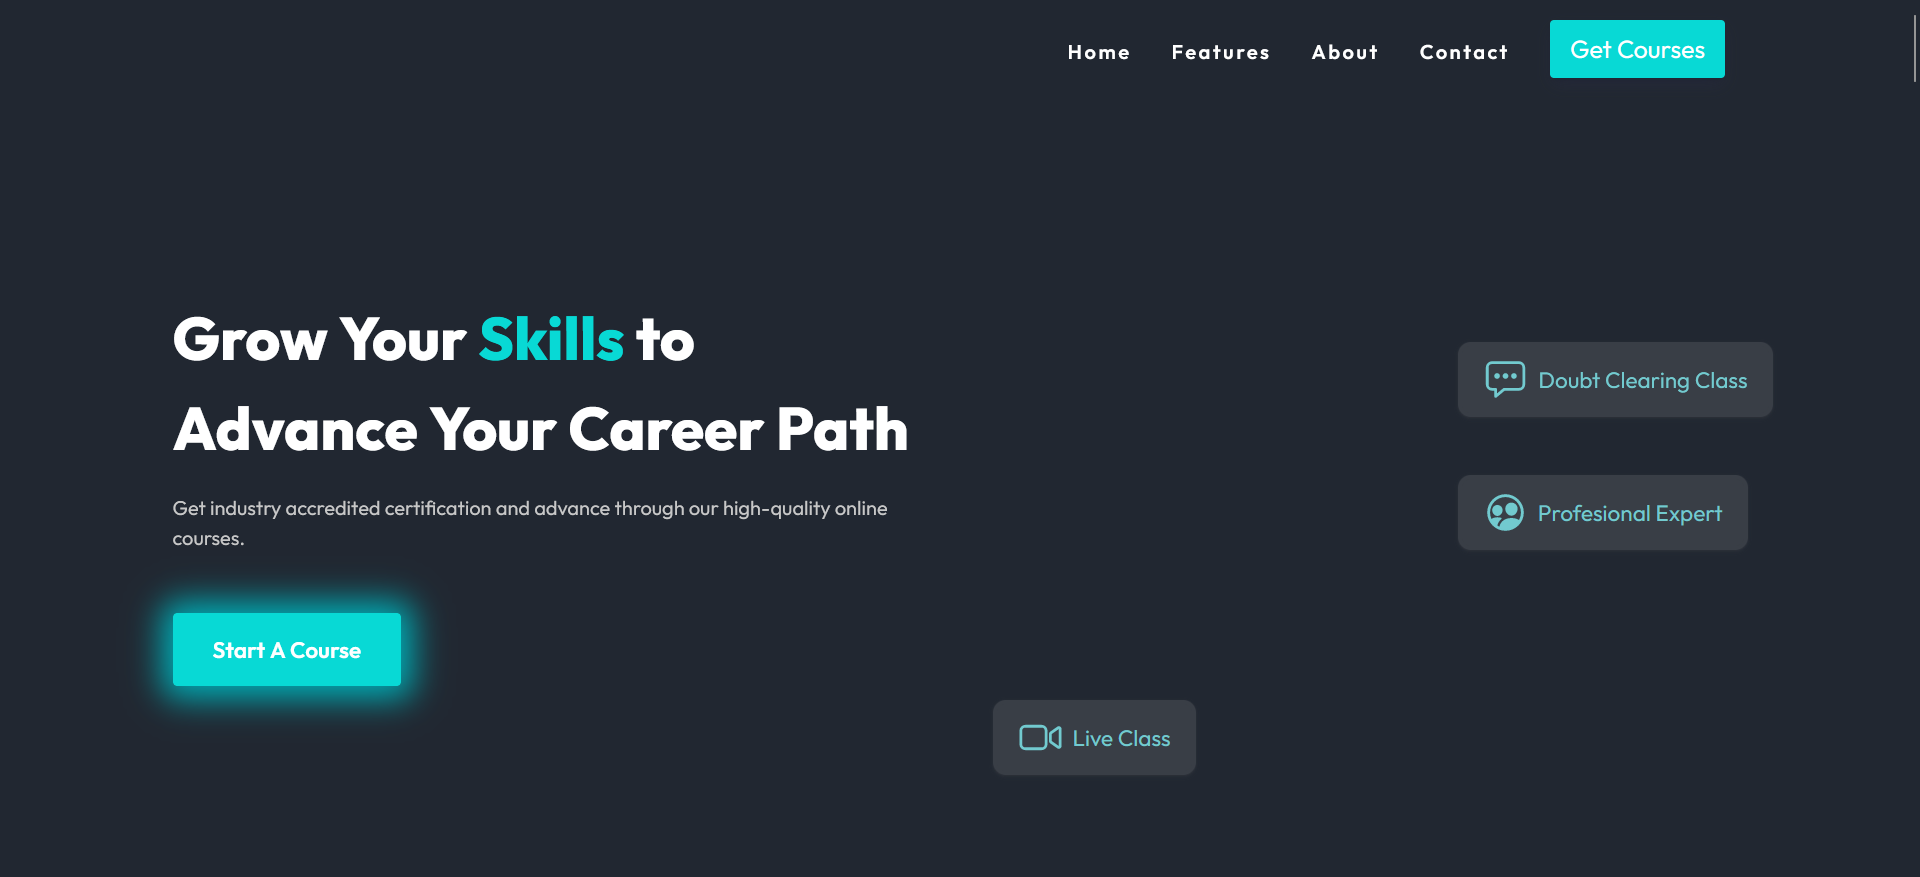 Home Features About Contact Get Courses
Grow Your Skills to
Advance Your Career Path
Get industry accredited certification and advance through our high-quality online
courses.
Start A Course
Doubt Clearing Class
Profesional Expert
Live Class